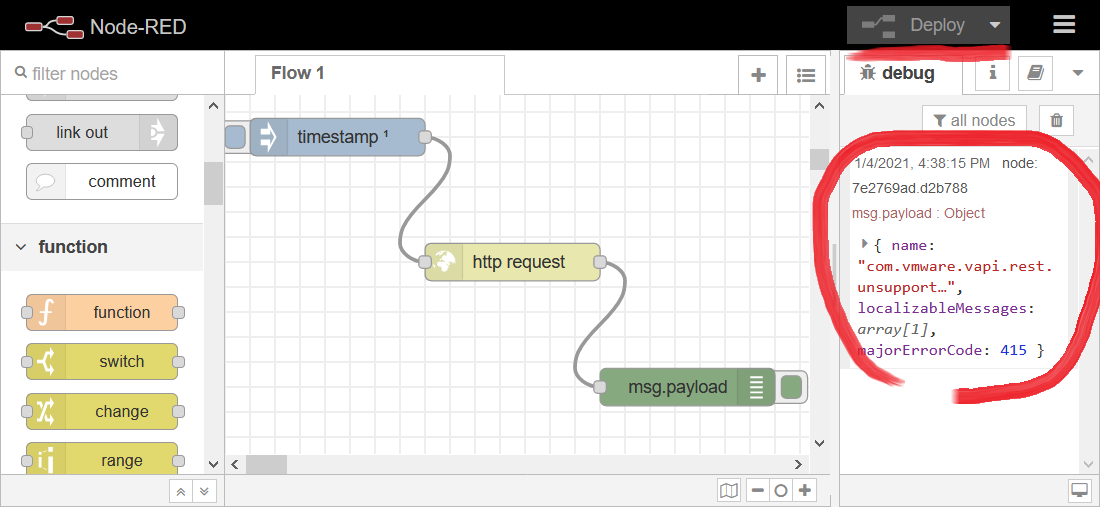 Node-RED
Deploy
filter nodes
Flow 1
debug
i
all nodes
link out
comment
function
function
switch
change
range
timestamp ¹
http request
msg.payload
1/4/2021, 4:38:15 PM node:
7e2769ad.d2b788
msg.payload : Object
{ name:
"com.vmware.vapi.rest.
unsupport…",
localizableMessages:
array[1],
majorErrorCode: 415 }